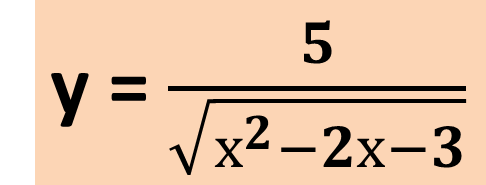 y = 5 / √(x² − 2x − 3)